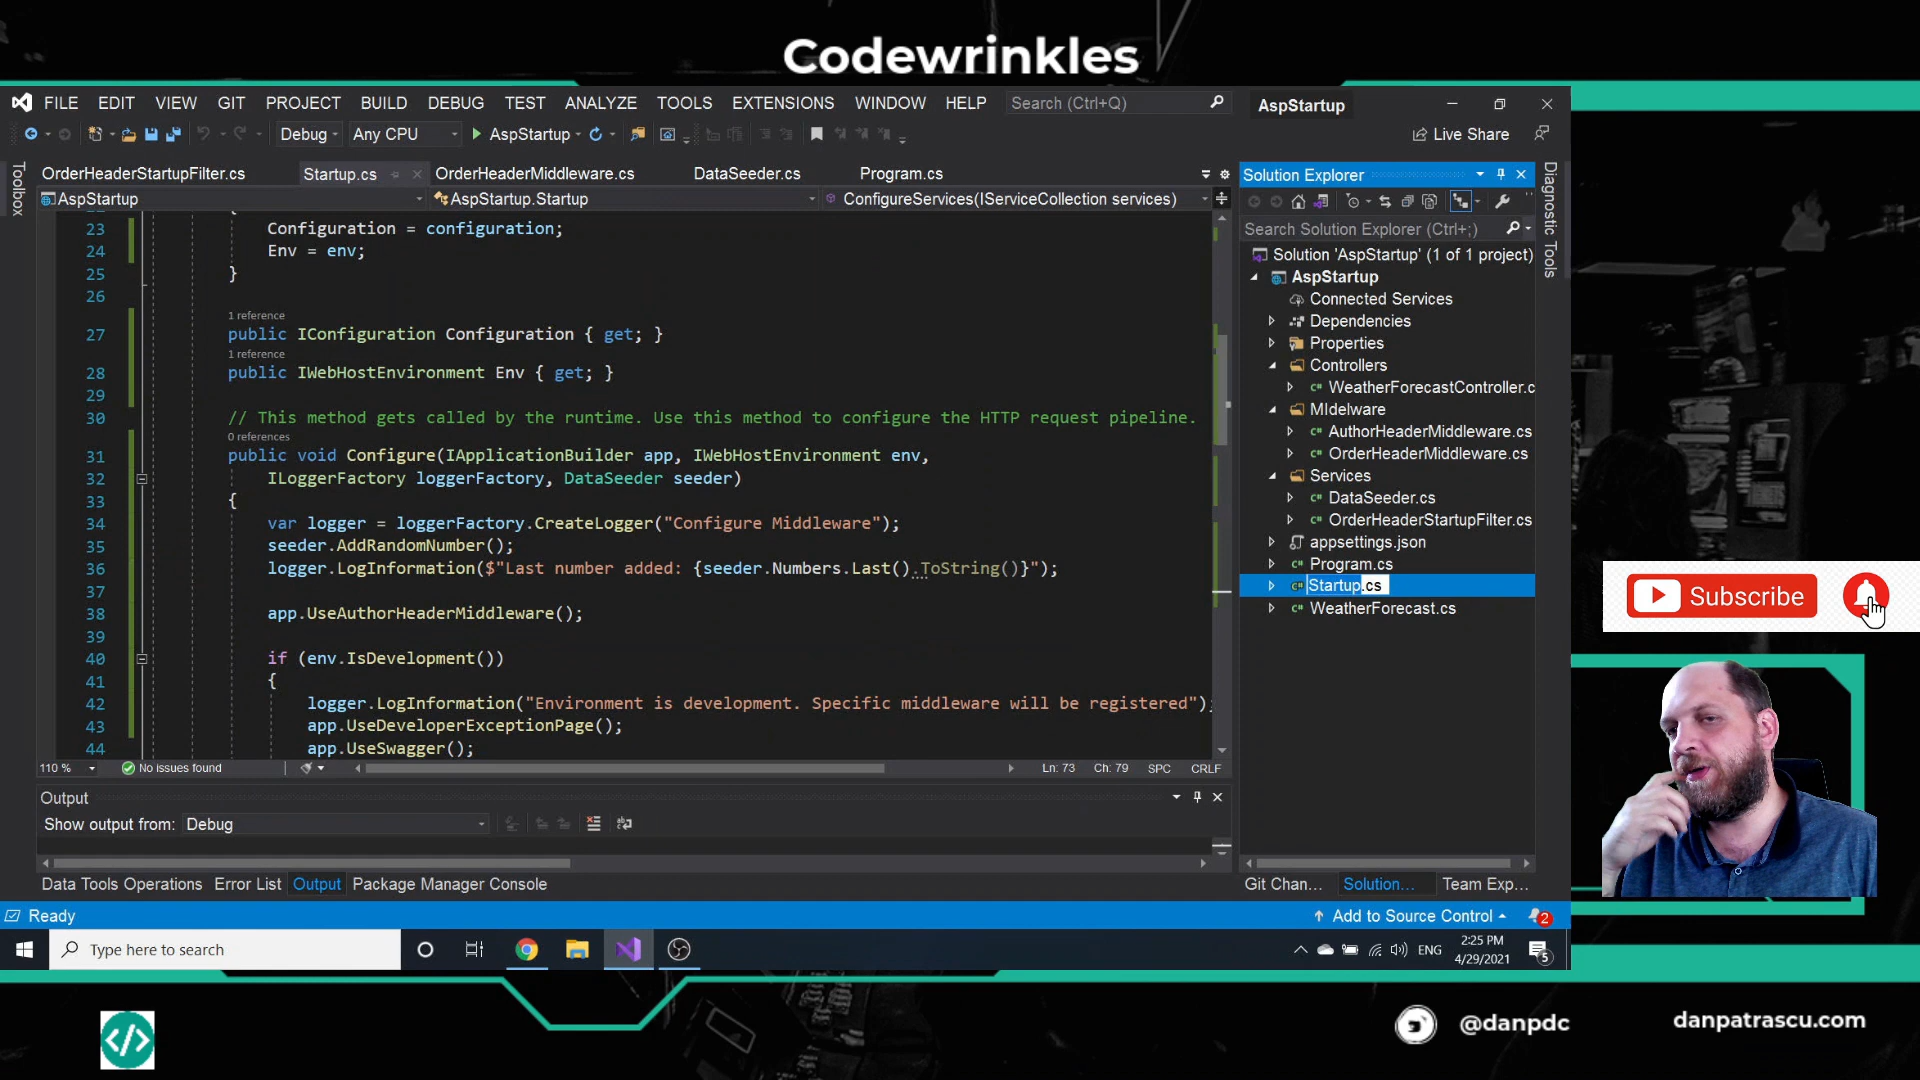 Codewrinkles
FILE EDIT VIEW GIT PROJECT BUILD DEBUG TEST ANALYZE TOOLS EXTENSIONS WINDOW HELP Search (Ctrl+Q) AspStartup
Debug Any CPU AspStartup Live Share
Toolbox
OrderHeaderStartupFilter.cs Startup.cs OrderHeaderMiddleware.cs DataSeeder.cs Program.cs
AspStartup AspStartup.Startup ConfigureServices(IServiceCollection services)
23 Configuration = configuration;
24 Env = env;
25 }
26
1 reference
27 public IConfiguration Configuration { get; }
1 reference
28 public IWebHostEnvironment Env { get; }
29
30 // This method gets called by the runtime. Use this method to configure the HTTP request pipeline.
0 references
31 public void Configure(IApplicationBuilder app, IWebHostEnvironment env,
32 ILoggerFactory loggerFactory, DataSeeder seeder)
33 {
34 var logger = loggerFactory.CreateLogger("Configure Middleware");
35 seeder.AddRandomNumber();
36 logger.LogInformation($"Last number added: {seeder.Numbers.Last().ToString()}");
37
38 app.UseAuthorHeaderMiddleware();
39
40 if (env.IsDevelopment())
41 {
42 logger.LogInformation("Environment is development. Specific middleware will be registered");
43 app.UseDeveloperExceptionPage();
44 app.UseSwagger();
110 % No issues found Ln: 73 Ch: 79 SPC CRLF
Output
Show output from: Debug
Data Tools Operations Error List Output Package Manager Console
Solution Explorer
Search Solution Explorer (Ctrl+;)
Solution 'AspStartup' (1 of 1 project)
AspStartup
Connected Services
Dependencies
Properties
Controllers
WeatherForecastController.c
MIdelware
AuthorHeaderMiddleware.cs
OrderHeaderMiddleware.cs
Services
DataSeeder.cs
OrderHeaderStartupFilter.cs
appsettings.json
Program.cs
Startup.cs
WeatherForecast.cs
Git Chan... Solution... Team Exp...
Diagnostic Tools
Subscribe
Ready Add to Source Control 2
Type here to search ENG 2:25 PM
4/29/2021 5
@danpdc danpatrascu.com